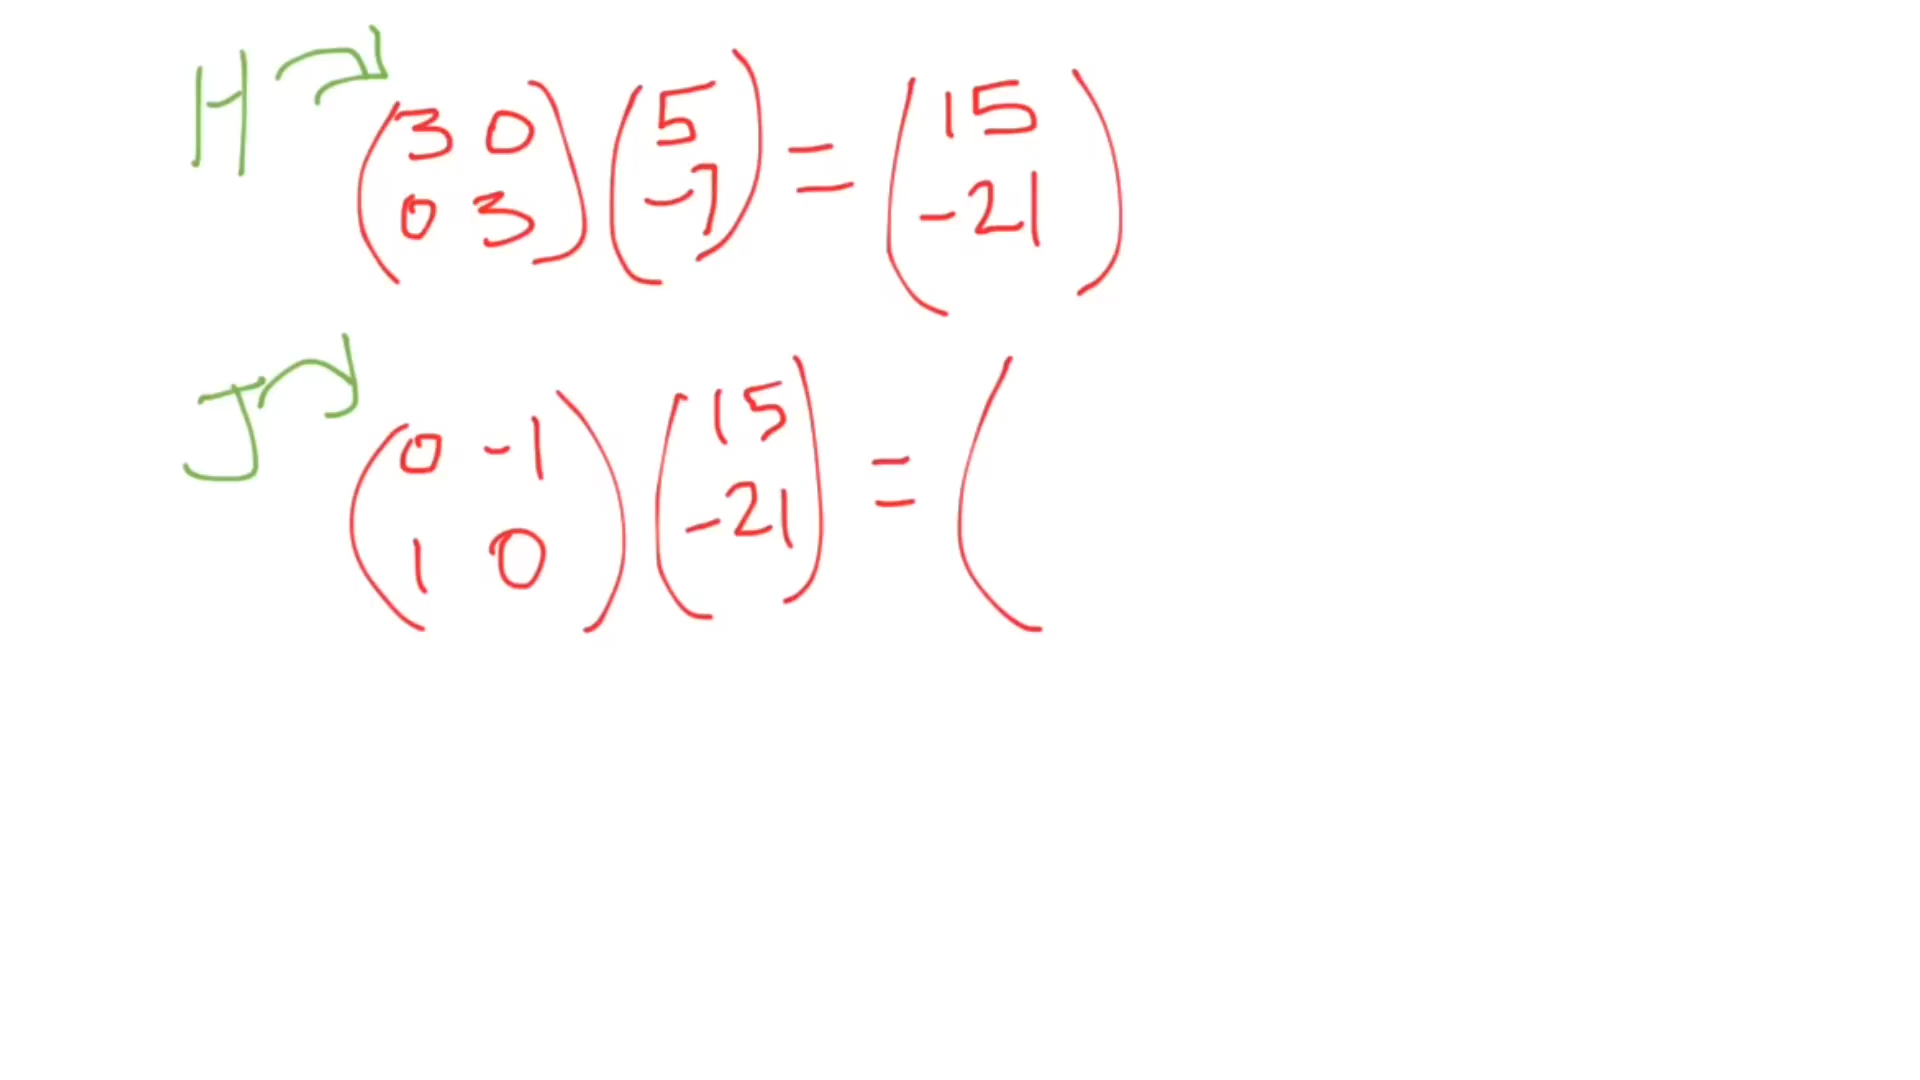 H (3 0) (5) = (15)
(0 3) (-7) (-21)
J (0 -1) (15) = (
(1 0) (-21)